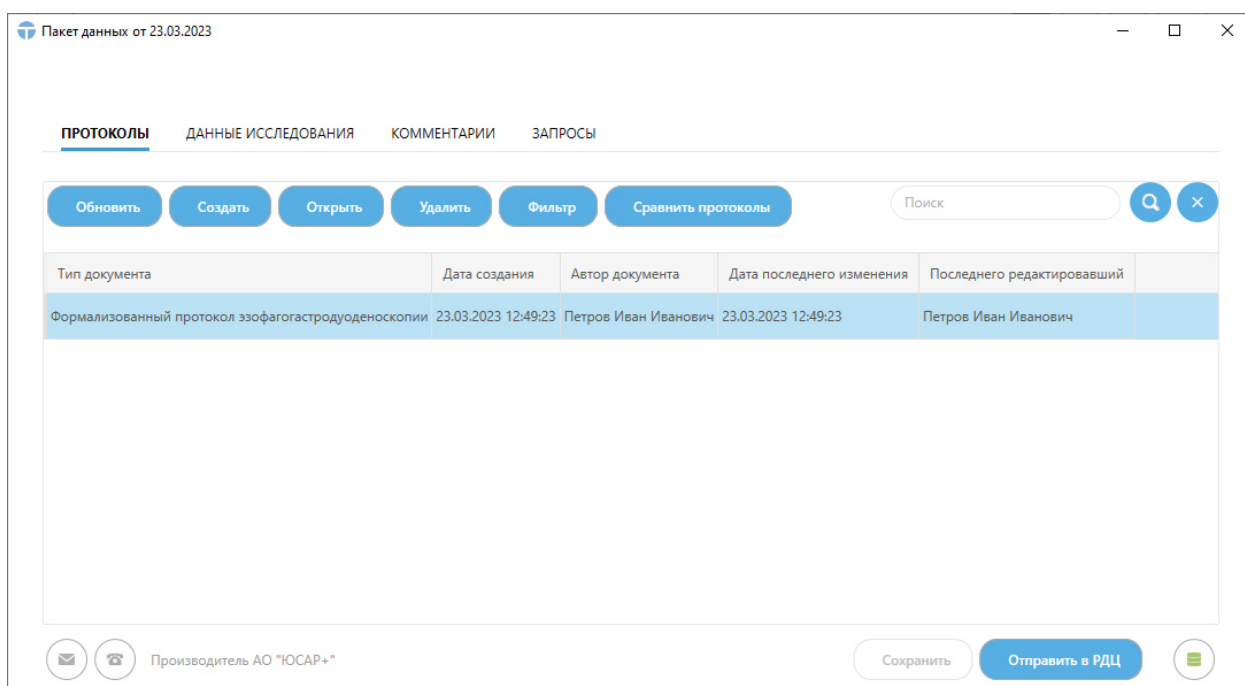 Пакет данных от 23.03.2023
ПРОТОКОЛЫ ДАННЫЕ ИССЛЕДОВАНИЯ КОММЕНТАРИИ ЗАПРОСЫ
Обновить Создать Открыть Удалить Фильтр Сравнить протоколы Поиск
Тип документа Дата создания Автор документа Дата последнего изменения Последнего редактировавший
Формализованный протокол эзофагогастродуоденоскопии 23.03.2023 12:49:23 Петров Иван Иванович 23.03.2023 12:49:23 Петров Иван Иванович
Производитель АО "ЮСАР+" Сохранить Отправить в РДЦ